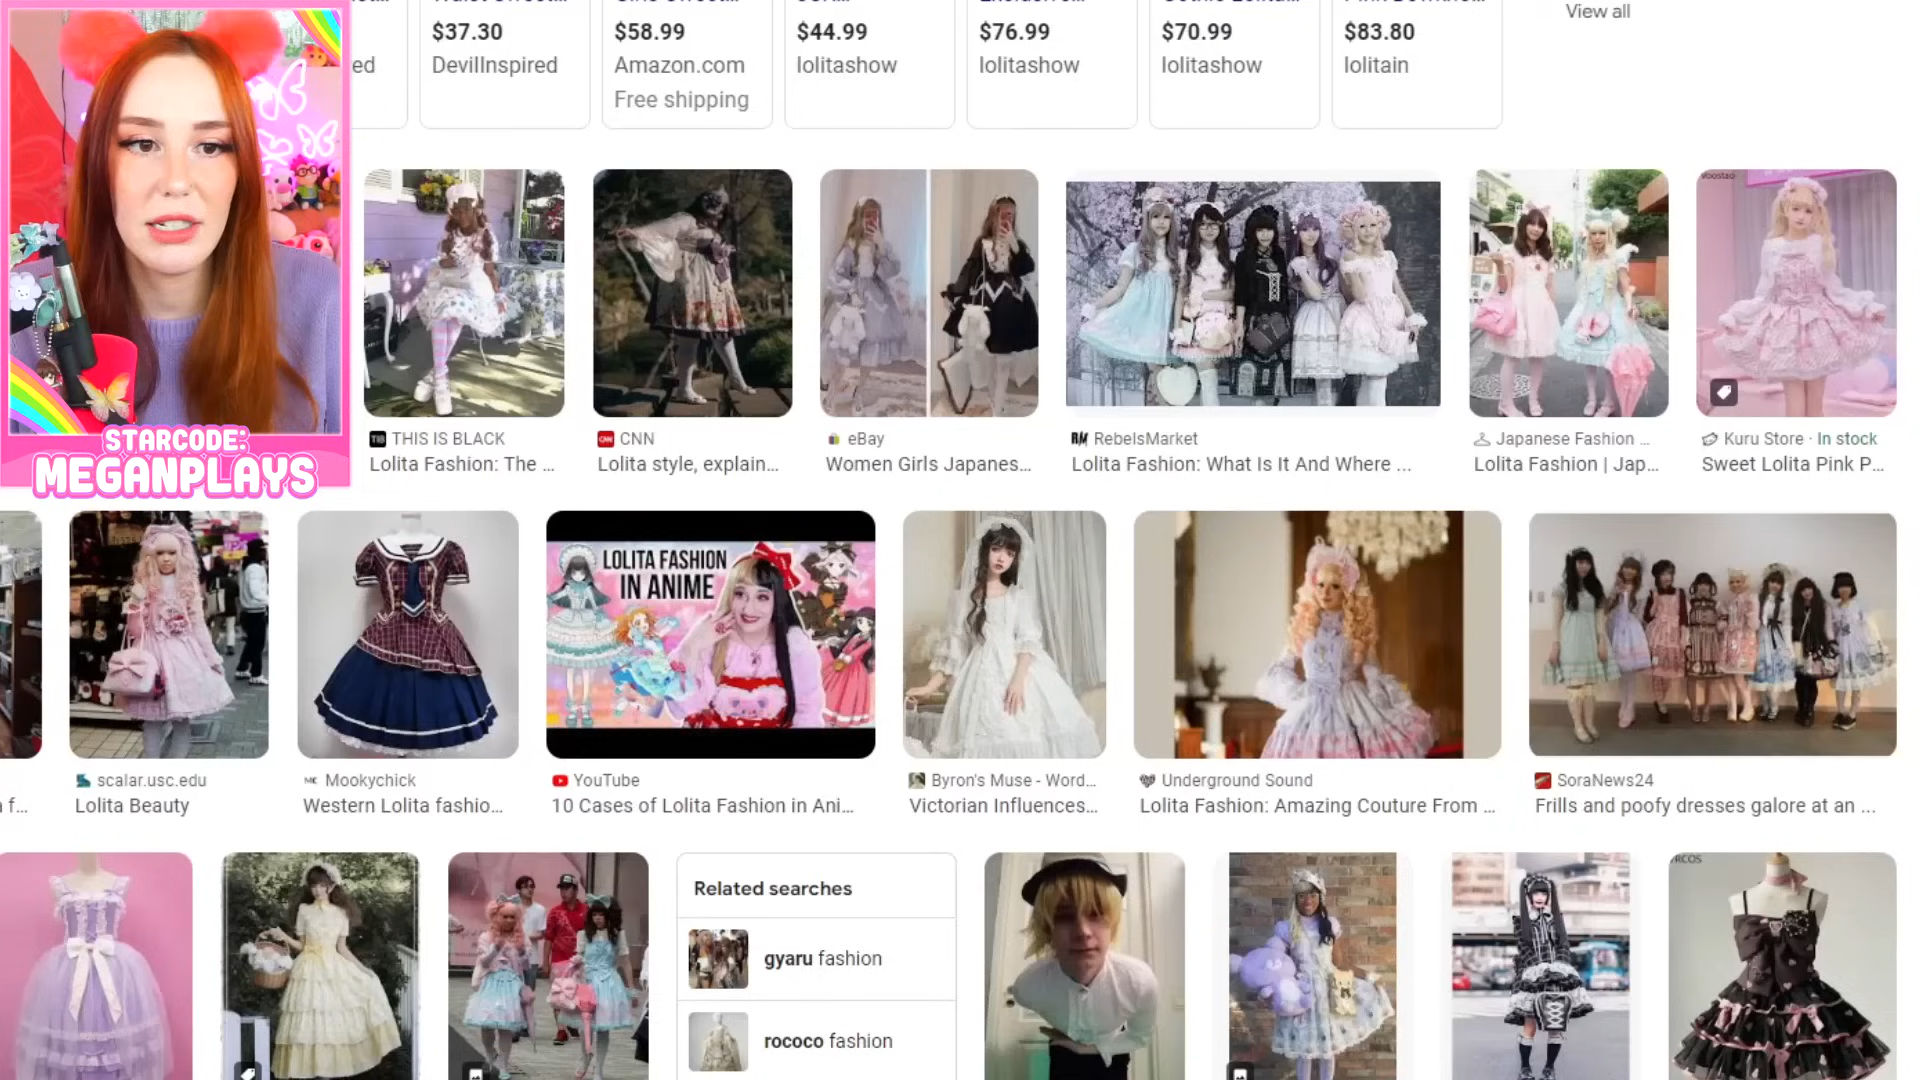 View all
$37.30
$58.99
$44.99
$76.99
$70.99
$83.80
ed
DevilInspired
Amazon.com
lolitashow
lolitashow
lolitashow
lolitain
Free shipping
STARCODE:
MEGANPLAYS
THIS IS BLACK
Lolita Fashion: The ...
CNN
Lolita style, explain...
eBay
Women Girls Japanes...
RebelsMarket
Lolita Fashion: What Is It And Where ...
Japanese Fashion ...
Lolita Fashion | Jap...
Kuru Store · In stock
Sweet Lolita Pink P...
LOLITA FASHION
IN ANIME
scalar.usc.edu
Lolita Beauty
Mookychick
Western Lolita fashio...
YouTube
10 Cases of Lolita Fashion in Ani...
Byron's Muse - Word...
Victorian Influences...
Underground Sound
Lolita Fashion: Amazing Couture From ...
SoraNews24
Frills and poofy dresses galore at an ...
Related searches
gyaru fashion
rococo fashion